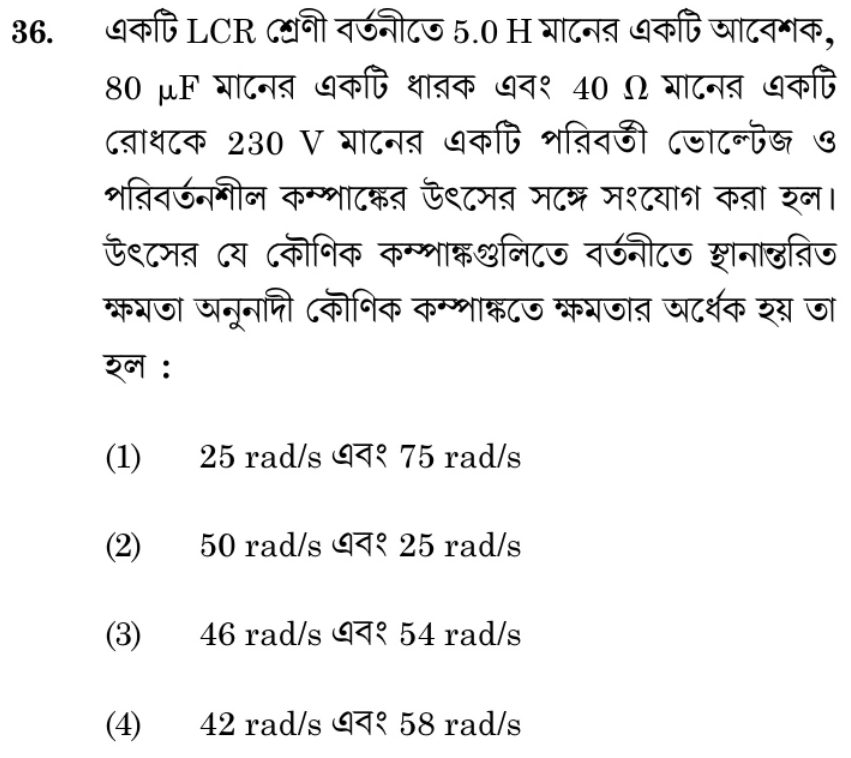 36. একটি LCR শ্রেণী বর্তনীতে 5.0 H মানের একটি আবেশক,
80 μF মানের একটি ধারক এবং 40 Ω মানের একটি
রোধকে 230 V মানের একটি পরিবর্তী ভোল্টেজ ও
পরিবর্তনশীল কম্পাঙ্কের উৎসের সঙ্গে সংযোগ করা হল।
উৎসের যে কৌণিক কম্পাঙ্কগুলিতে বর্তনীতে স্থানান্তরিত
ক্ষমতা অনুনাদী কৌণিক কম্পাঙ্কতে ক্ষমতার অর্ধেক হয় তা
হল :
(1) 25 rad/s এবং 75 rad/s
(2) 50 rad/s এবং 25 rad/s
(3) 46 rad/s এবং 54 rad/s
(4) 42 rad/s এবং 58 rad/s